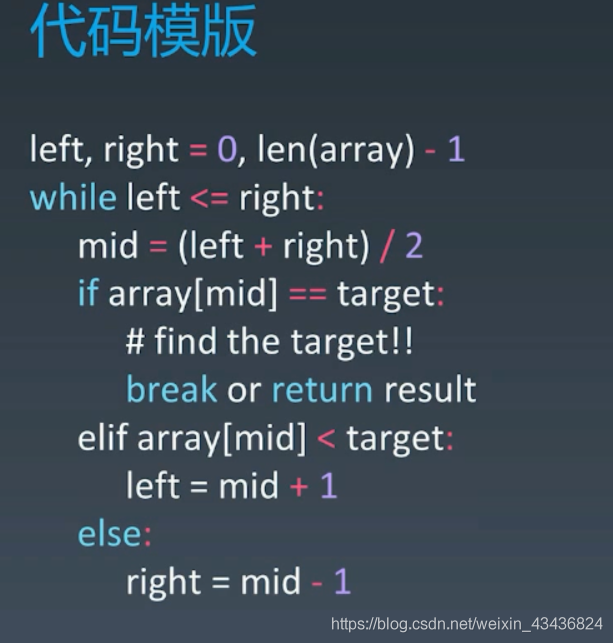 代码模版
left, right = 0, len(array) - 1
while left <= right:
    mid = (left + right) / 2
    if array[mid] == target:
        # find the target!!
        break or return result
    elif array[mid] < target:
        left = mid + 1
    else:
        right = mid - 1
https://blog.csdn.net/weixin_43436824